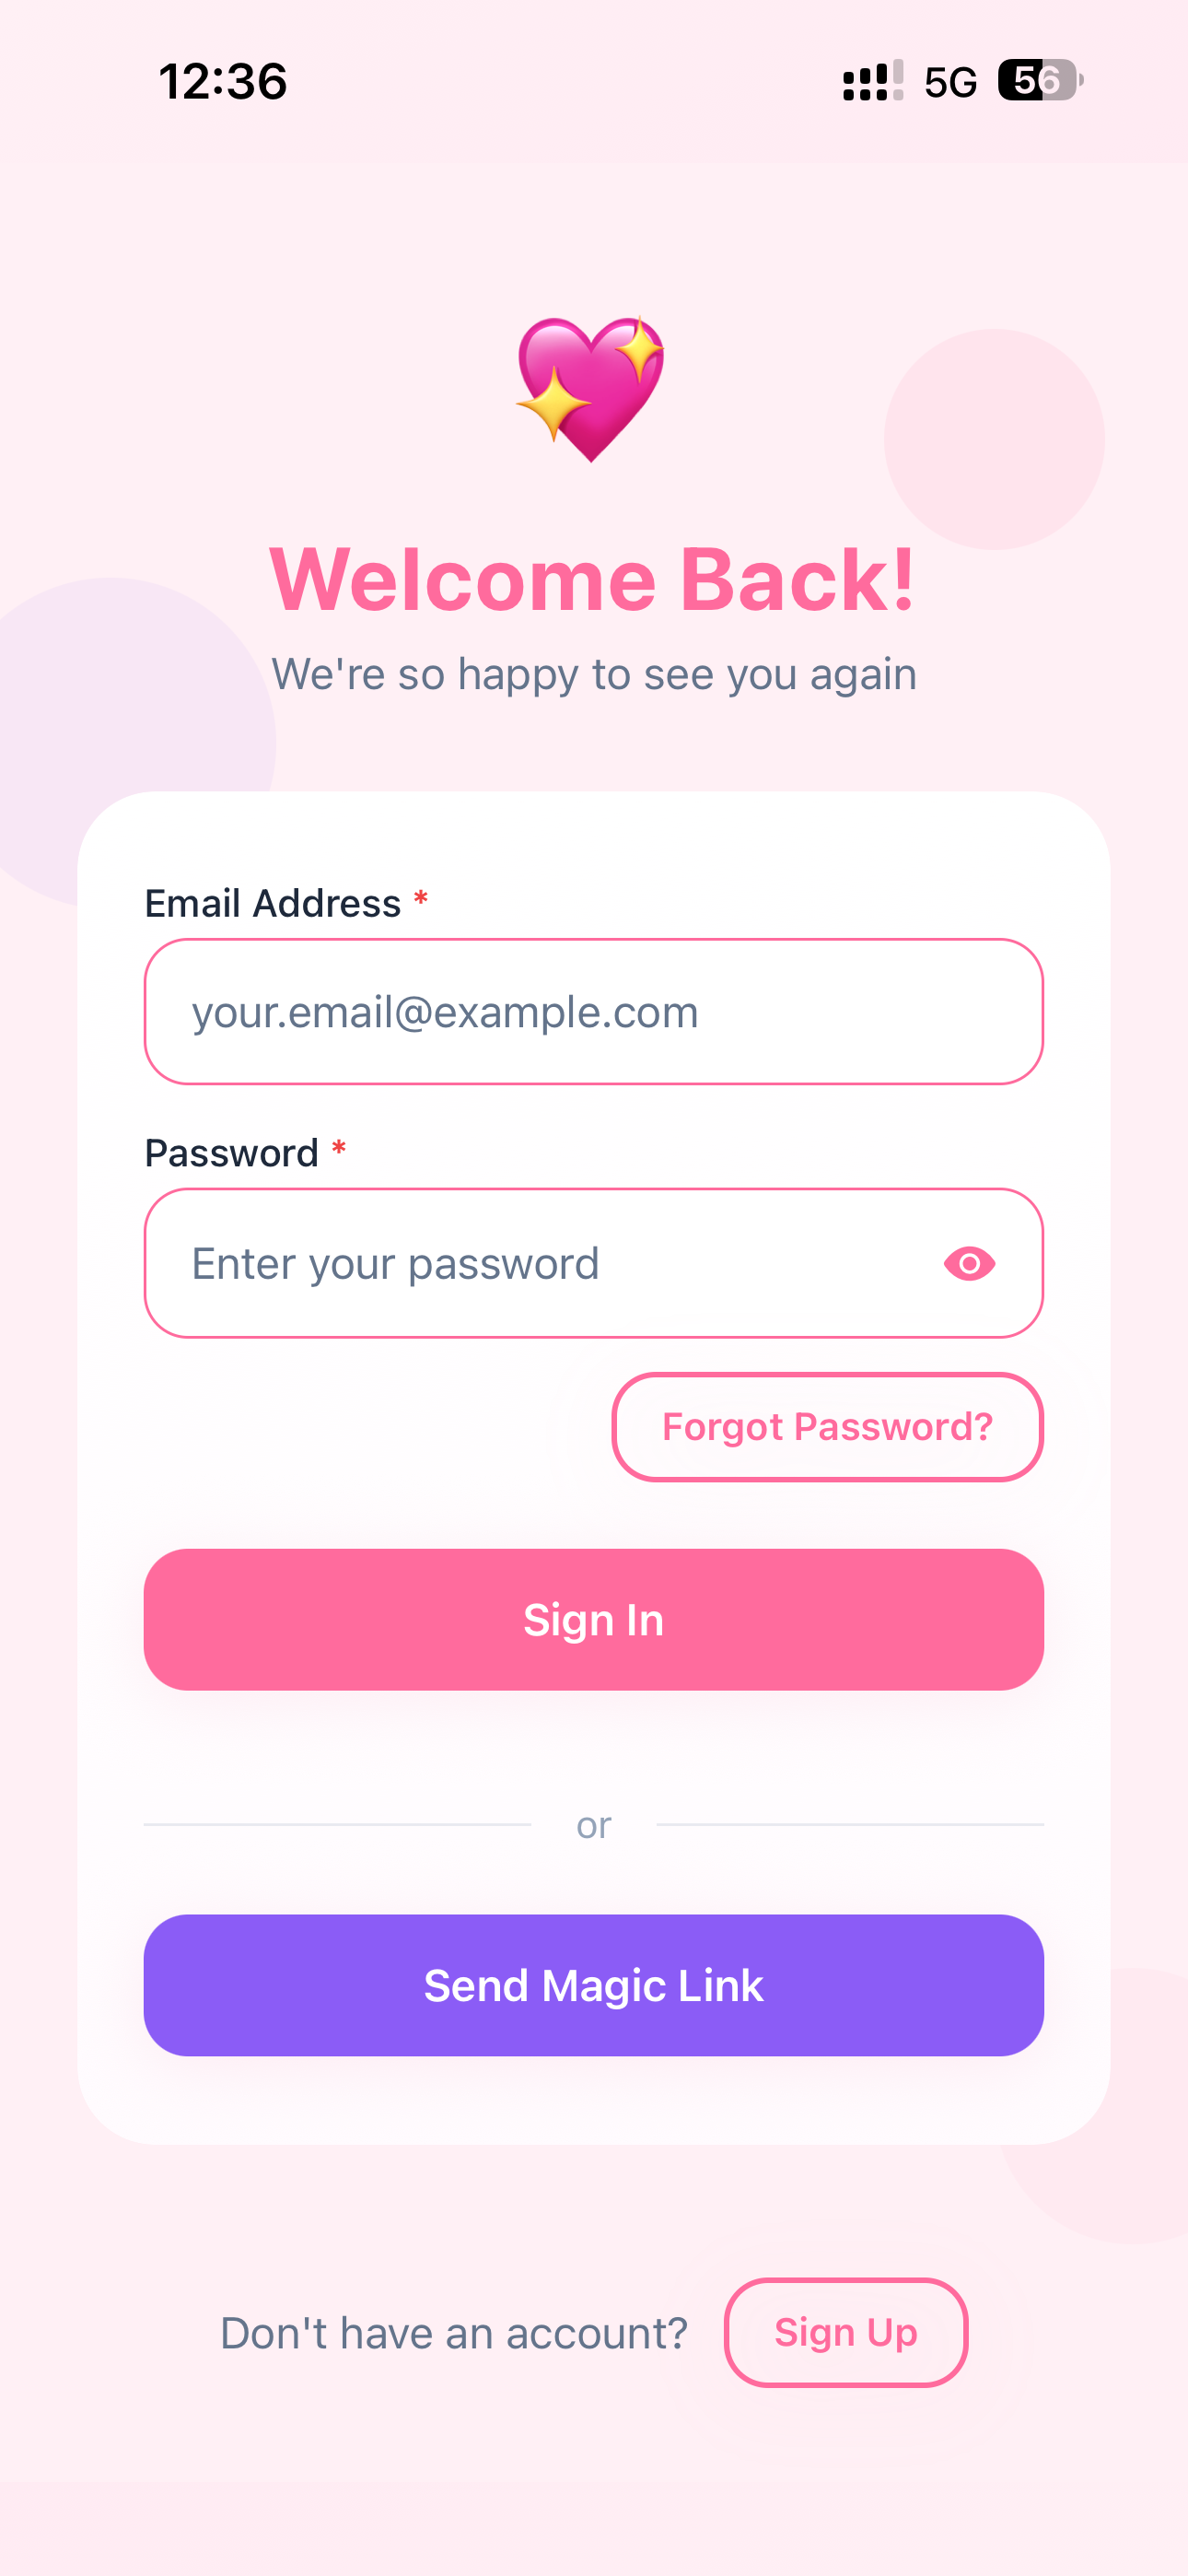 12:36
5G
56
Welcome Back!
We're so happy to see you again
Email Address *
your.email@example.com
Password *
Enter your password
Forgot Password?
Sign In
or
Send Magic Link
Don't have an account?
Sign Up